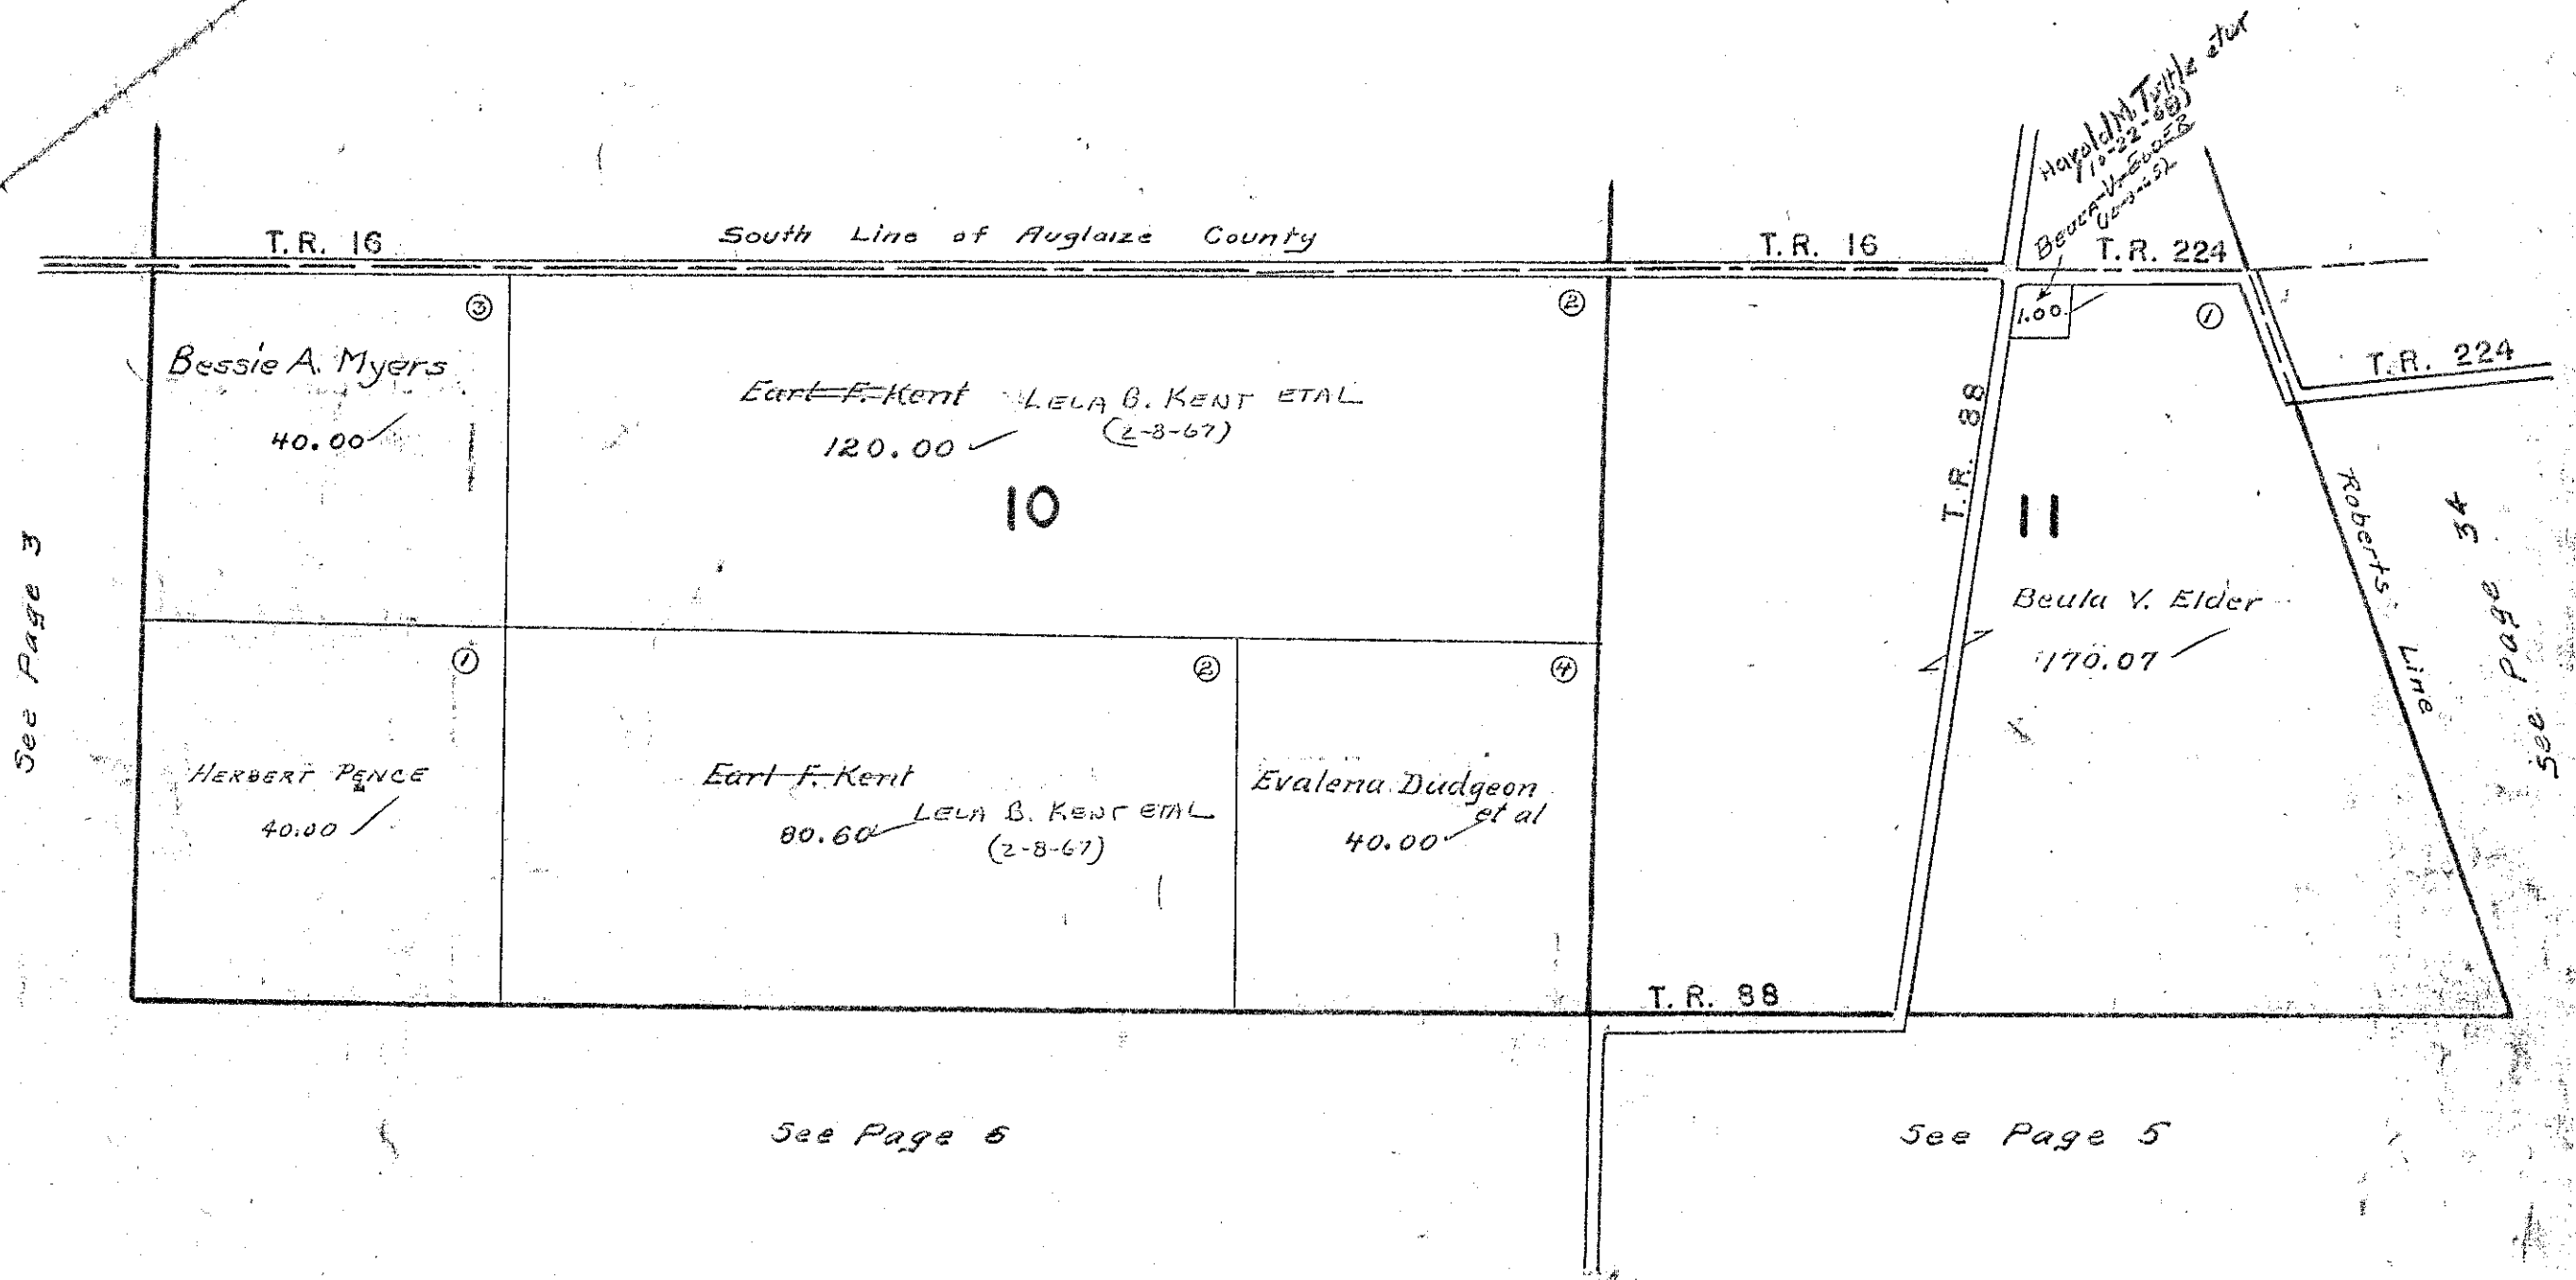 Harold M. Tuttle etux
(10-22-68)
T.R. 16
South Line of Auglaize County
T.R. 16
T.R. 224
3
2
1.00
1
Bessie A. Myers
40.00
Earl F. Kent LELA B. KENT ETAL
120.00 (2-8-67)
10
T.R. 88
11
T.R. 224
Roberts Line
See Page 34
See Page 3
Beula V. Elder
170.07
1
2
4
HERBERT PENCE
40.00
Earl F. Kent
LELA B. KENT ETAL
80.60
(2-8-67)
Evalena Dudgeon
et al
40.00
T.R. 88
See Page 6
See Page 5